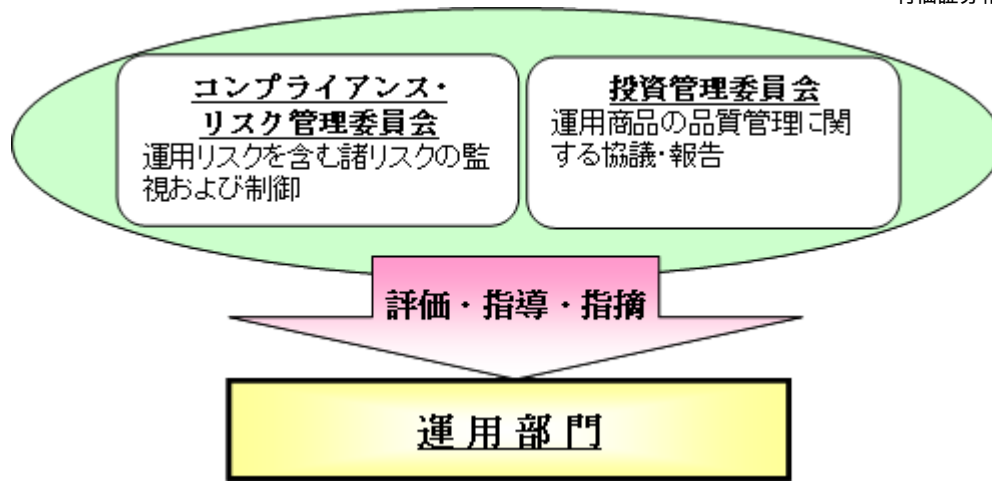 コンプライアンス・
リスク管理委員会
運用リスクを含む諸リスクの監
視および制御
投資管理委員会
運用商品の品質管理に関
する協議・報告
評価・指導・指摘
運用部門